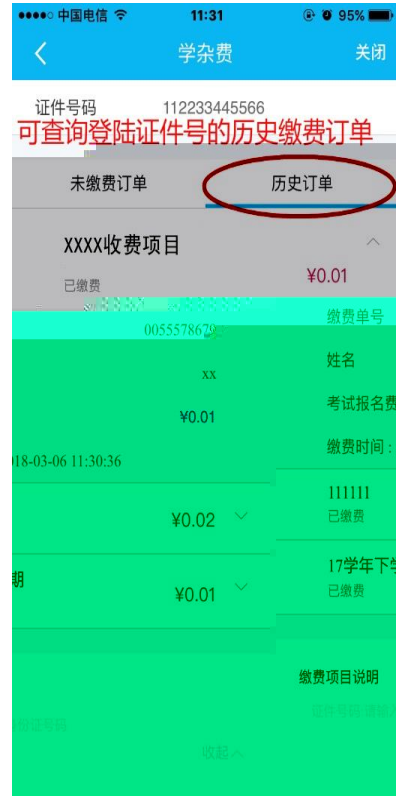 中国电信 11:31 95%
学杂费 关闭
证件号码 112233445566
可查询登陆证件号的历史缴费订单
未缴费订单 历史订单
XXXX收费项目
已缴费 ¥0.01
缴费单号
0055578679
姓名
xx
考试报名费
¥0.01
缴费时间：
18-03-06 11:30:36
111111
已缴费
¥0.02
17学年下学
期
已缴费
¥0.01
缴费项目说明
收起